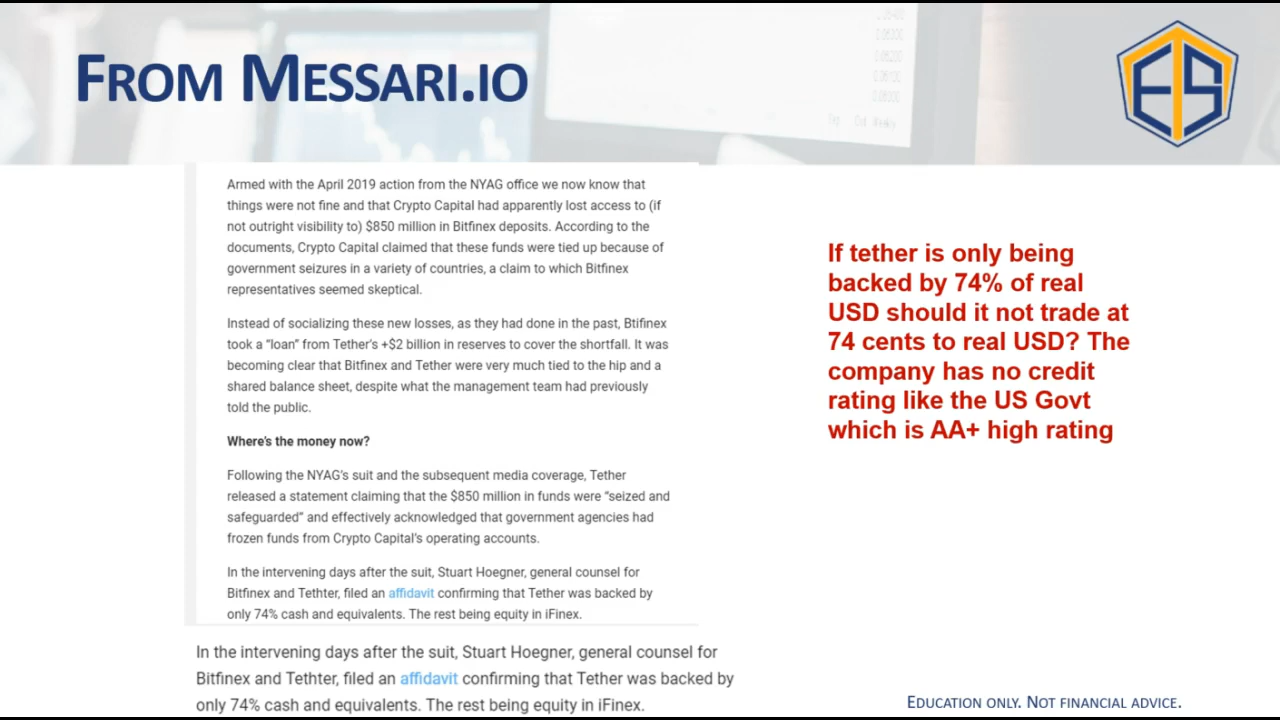 FROM MESSARI.IO
ES
Armed with the April 2019 action from the NYAG office we now know that
things were not fine and that Crypto Capital had apparently lost access to (if
not outright visibility to) $850 million in Bitfinex deposits. According to the
documents, Crypto Capital claimed that these funds were tied up because of
government seizures in a variety of countries, a claim to which Bitfinex
representatives seemed skeptical.
Instead of socializing these new losses, as they had done in the past, Btifinex
took a “loan” from Tether’s +$2 billion in reserves to cover the shortfall. It was
becoming clear that Bitfinex and Tether were very much tied to the hip and a
shared balance sheet, despite what the management team had previously
told the public.
Where’s the money now?
Following the NYAG’s suit and the subsequent media coverage, Tether
released a statement claiming that the $850 million in funds were “seized and
safeguarded” and effectively acknowledged that government agencies had
frozen funds from Crypto Capital’s operating accounts.
In the intervening days after the suit, Stuart Hoegner, general counsel for
Bitfinex and Tethter, filed an affidavit confirming that Tether was backed by
only 74% cash and equivalents. The rest being equity in iFinex.
In the intervening days after the suit, Stuart Hoegner, general counsel for
Bitfinex and Tethter, filed an affidavit confirming that Tether was backed by
only 74% cash and equivalents. The rest being equity in iFinex.
If tether is only being
backed by 74% of real
USD should it not trade at
74 cents to real USD? The
company has no credit
rating like the US Govt
which is AA+ high rating
EDUCATION ONLY. NOT FINANCIAL ADVICE.